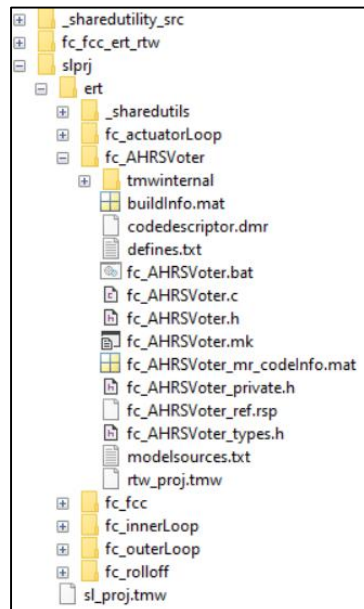 _sharedutility_src
fc_fcc_ert_rtw
slprj
ert
_sharedutils
fc_actuatorLoop
fc_AHRSVoter
tmwinternal
buildInfo.mat
codedescriptor.dmr
defines.txt
fc_AHRSVoter.bat
fc_AHRSVoter.c
fc_AHRSVoter.h
fc_AHRSVoter.mk
fc_AHRSVoter_mr_codeInfo.mat
fc_AHRSVoter_private.h
fc_AHRSVoter_ref.rsp
fc_AHRSVoter_types.h
modelsources.txt
rtw_proj.tmw
fc_fcc
fc_innerLoop
fc_outerLoop
fc_rolloff
sl_proj.tmw